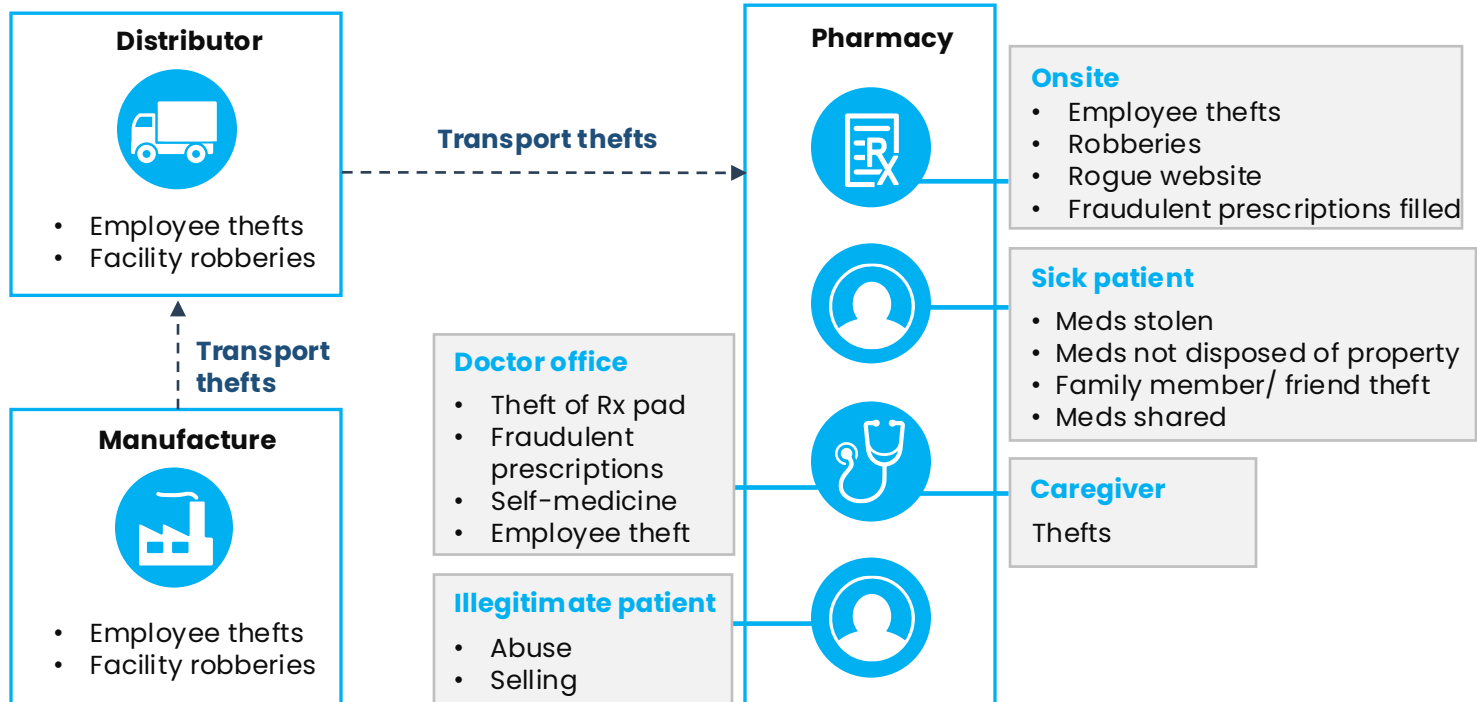 Distributor
• Employee thefts
• Facility robberies
Transport thefts
Transport
thefts
Manufacture
• Employee thefts
• Facility robberies
Pharmacy
RX
Onsite
• Employee thefts
• Robberies
• Rogue website
• Fraudulent prescriptions filled
Sick patient
• Meds stolen
• Meds not disposed of property
• Family member/ friend theft
• Meds shared
Doctor office
• Theft of Rx pad
• Fraudulent
prescriptions
• Self-medicine
• Employee theft
Caregiver
Thefts
Illegitimate patient
• Abuse
• Selling